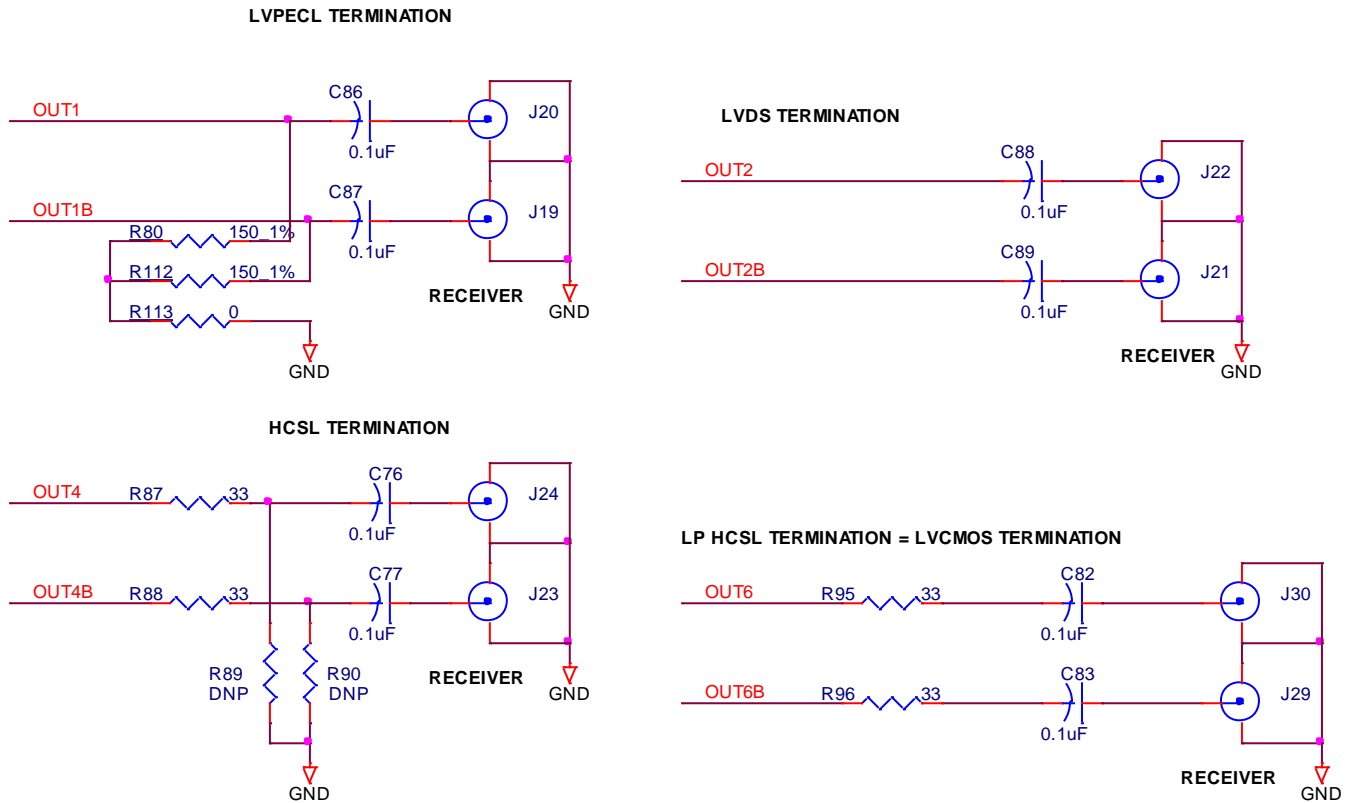 LVPECL TERMINATION
OUT1
C86
0.1uF
J20
OUT1B
C87
0.1uF
J19
R80 150_1%
R112 150_1%
R113 0
GND
RECEIVER
GND
LVDS TERMINATION
OUT2
C88
0.1uF
J22
OUT2B
C89
0.1uF
J21
RECEIVER
GND
HCSL TERMINATION
OUT4
R87 33
C76
0.1uF
J24
OUT4B
R88 33
C77
0.1uF
J23
R89
DNP
R90
DNP
GND
RECEIVER
GND
LP HCSL TERMINATION = LVCMOS TERMINATION
OUT6
R95 33
C82
0.1uF
J30
OUT6B
R96 33
C83
0.1uF
J29
RECEIVER
GND